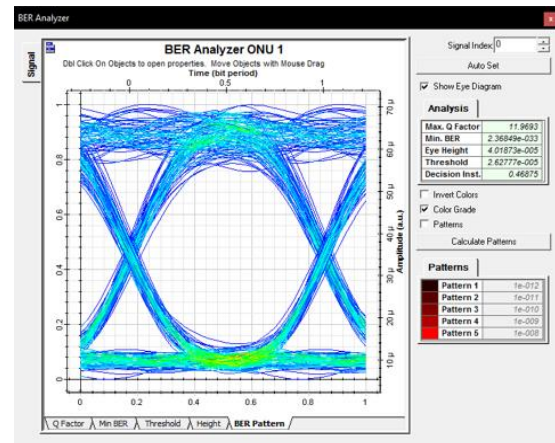 BER Analyzer
x
Signal
BER Analyzer ONU 1
Dbl Click On Objects to open properties. Move Objects with Mouse Drag
Time (bit period)
0 0.5 1
0 0.2 0.4 0.6 0.8 1
Amplitude (a.u.)
10 μ 20 μ 30 μ 40 μ 50 μ 60 μ 70 μ
0 0.2 0.4 0.6 0.8 1
Q Factor Min BER Threshold Height BER Pattern
Signal Index: 0
Auto Set
Show Eye Diagram
Analysis
Max. Q Factor 11.9693
Min. BER 2.36849e-033
Eye Height 4.01873e-005
Threshold 2.62777e-005
Decision Inst. 0.46875
Invert Colors
Color Grade
Patterns
Calculate Patterns
Patterns
Pattern 1 1e-012
Pattern 2 1e-011
Pattern 3 1e-010
Pattern 4 1e-009
Pattern 5 1e-008